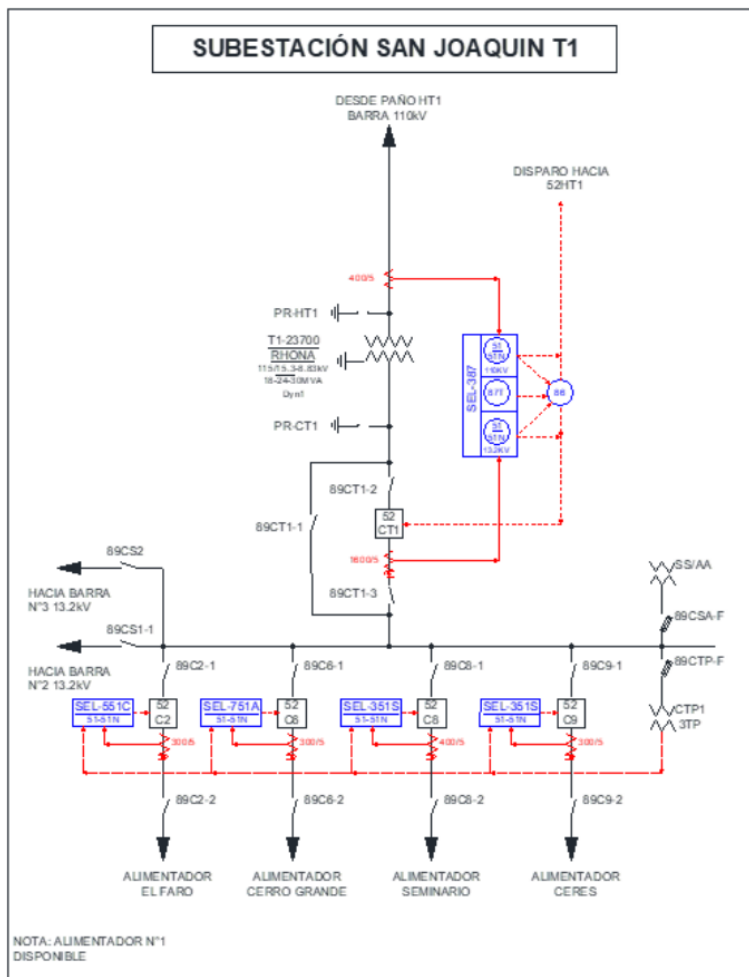 SUBESTACIÓN SAN JOAQUIN T1
DESDE PAÑO HT1
BARRA 110kV
DISPARO HACIA
52HT1
400/5
PR-HT1
T1-23700
RHONA
18-24-30MVA
Dyn1
SEL-387
51
51N
110KV
87T
51
51N
13.2KV
86
PR-CT1
89CT1-2
52
CT1
89CT1-1
1600/5
89CT1-3
89CS2
HACIA BARRA
N°3 13.2kV
89CS1-1
HACIA BARRA
N°2 13.2kV
SS/AA
89CSA-F
89CTP-F
CTP1
3TP
89C2-1
89C6-1
89C8-1
89C9-1
SEL-551C
51-51N
52
C2
SEL-751A
51-51N
52
C6
SEL-351S
51-51N
52
C8
SEL-351S
51-51N
52
C9
300/5
300/5
400/5
300/5
89C2-2
89C6-2
89C8-2
89C9-2
ALIMENTADOR
EL FARO
ALIMENTADOR
CERRO GRANDE
ALIMENTADOR
SEMINARIO
ALIMENTADOR
CERES
NOTA: ALIMENTADOR N°1
DISPONIBLE